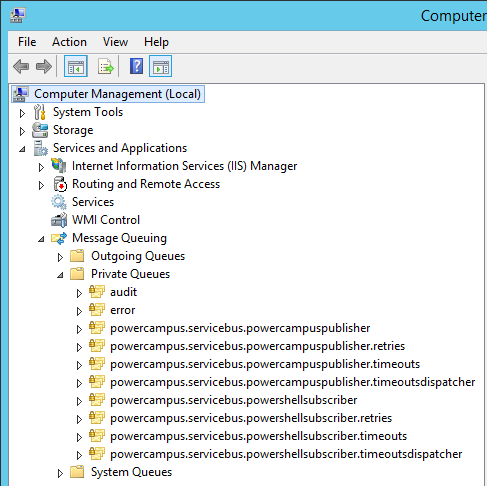 Computer
File Action View Help
Computer Management (Local)
System Tools
Storage
Services and Applications
Internet Information Services (IIS) Manager
Routing and Remote Access
Services
WMI Control
Message Queuing
Outgoing Queues
Private Queues
audit
error
powercampus.servicebus.powercampuspublisher
powercampus.servicebus.powercampuspublisher.retries
powercampus.servicebus.powercampuspublisher.timeouts
powercampus.servicebus.powercampuspublisher.timeoutsdispatcher
powercampus.servicebus.powershellsubscriber
powercampus.servicebus.powershellsubscriber.retries
powercampus.servicebus.powershellsubscriber.timeouts
powercampus.servicebus.powershellsubscriber.timeoutsdispatcher
System Queues